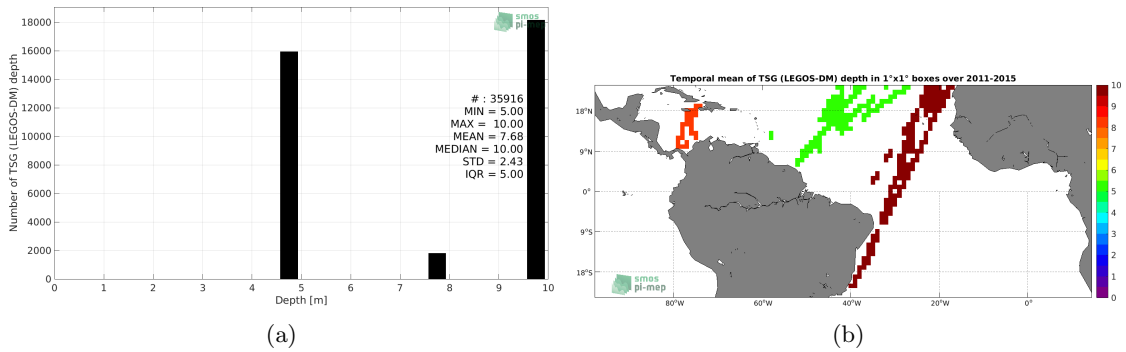 18000
16000
14000
12000
10000
8000
6000
4000
2000
0
Number of TSG (LEGOS-DM) depth
smos
pi-mep
# : 35916
MIN = 5.00
MAX = 10.00
MEAN = 7.68
MEDIAN = 10.00
STD = 2.43
IQR = 5.00
0 1 2 3 4 5 6 7 8 9 10
Depth [m]
(a)
Temporal mean of TSG (LEGOS-DM) depth in 1°x1° boxes over 2011-2015
18°N
9°N
0°
9°S
18°S
smos
pi-mep
80°W 60°W 40°W 20°W 0°
10
9
8
7
6
5
4
3
2
1
0
(b)